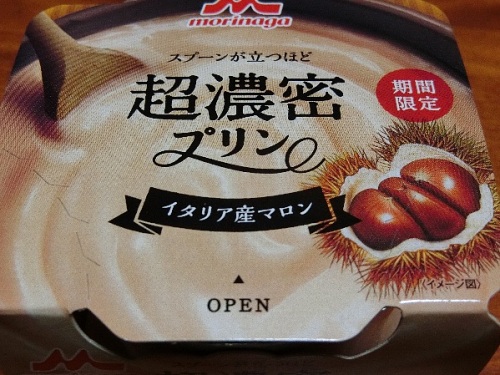 morinaga
スプーンが立つほど
超濃密
プリン
期間
限定
イタリア産マロン
〈イメージ図〉
▲
OPEN